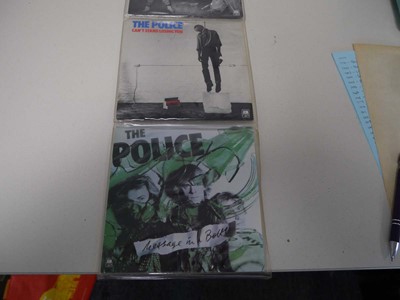 THE POLICE
CAN'T STAND LOSING YOU
THE
POLICE
Message in a Bottle